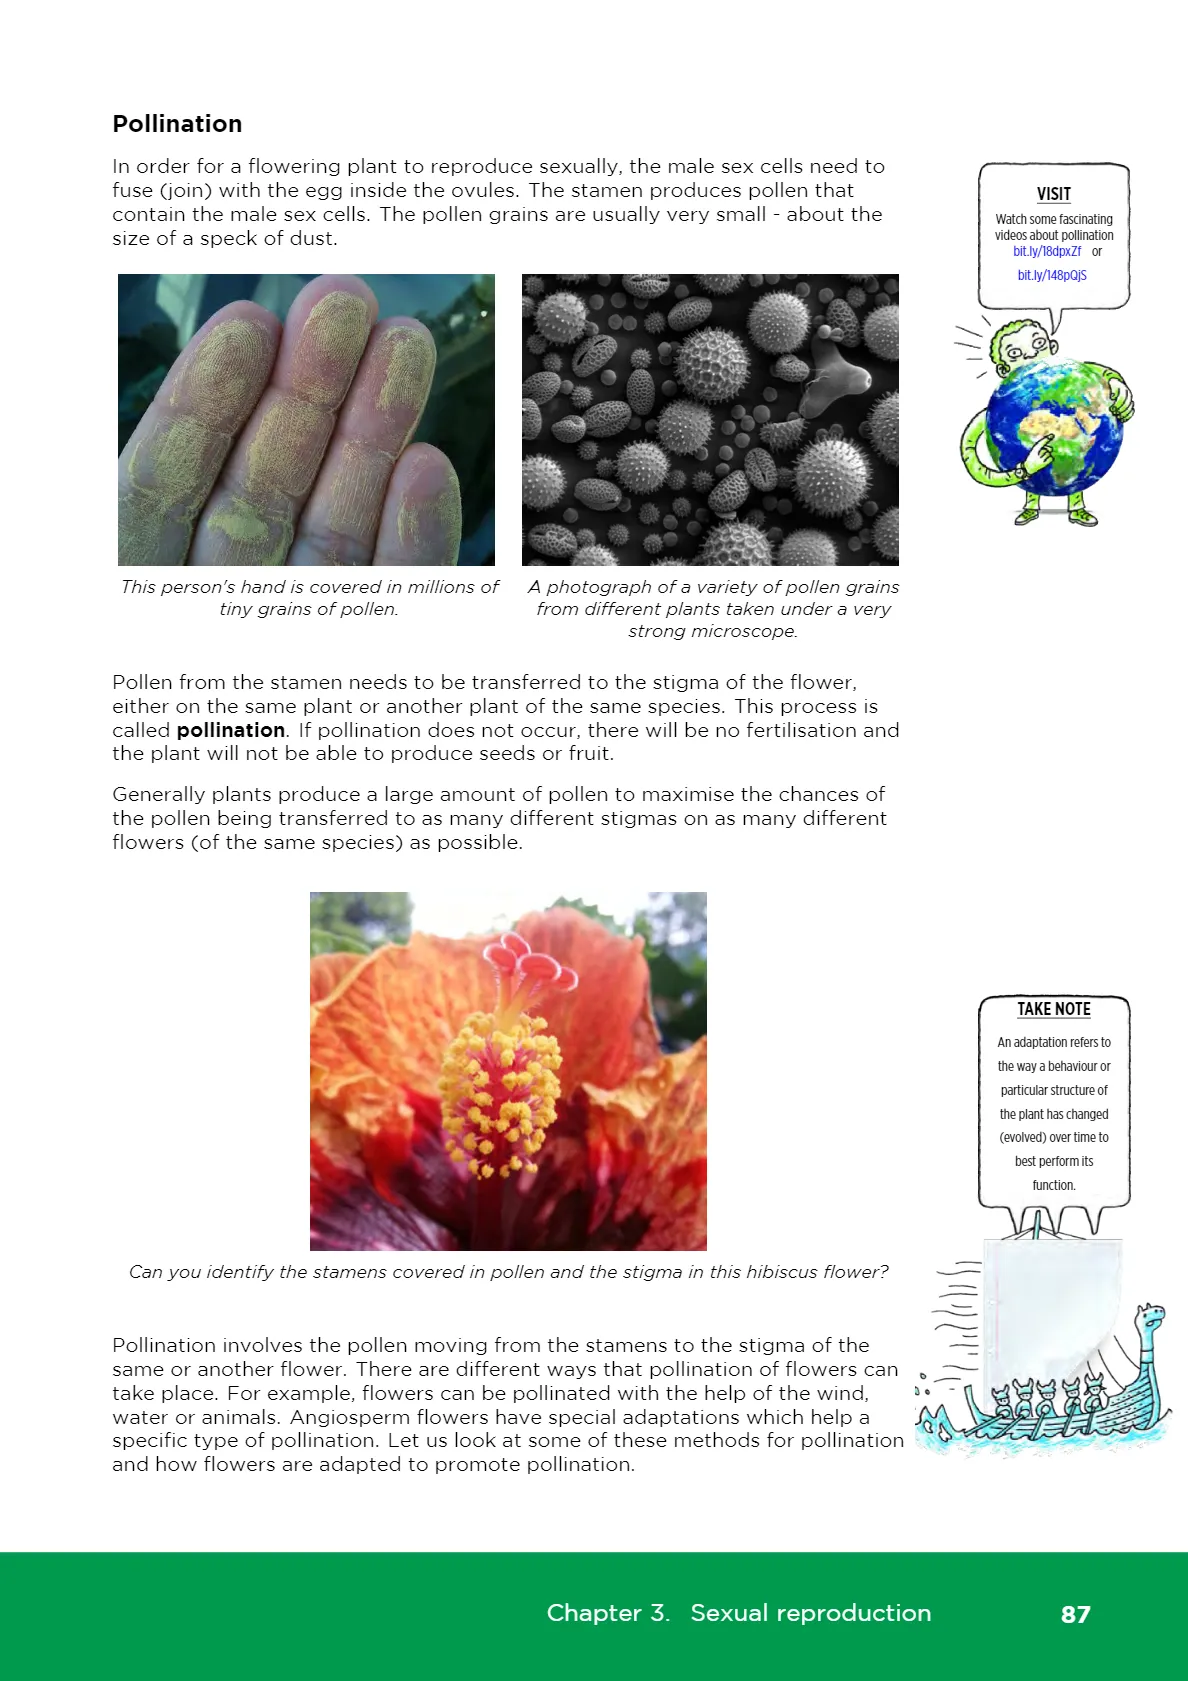 Pollination
In order for a flowering plant to reproduce sexually, the male sex cells need to
fuse (join) with the egg inside the ovules. The stamen produces pollen that
contain the male sex cells. The pollen grains are usually very small - about the
size of a speck of dust.
VISIT
Watch some fascinating
videos about pollination
bit.ly/18dpxZf or
bit.ly/148pQjS
This person's hand is covered in millions of
tiny grains of pollen.
A photograph of a variety of pollen grains
from different plants taken under a very
strong microscope.
Pollen from the stamen needs to be transferred to the stigma of the flower,
either on the same plant or another plant of the same species. This process is
called pollination. If pollination does not occur, there will be no fertilisation and
the plant will not be able to produce seeds or fruit.
Generally plants produce a large amount of pollen to maximise the chances of
the pollen being transferred to as many different stigmas on as many different
flowers (of the same species) as possible.
Can you identify the stamens covered in pollen and the stigma in this hibiscus flower?
TAKE NOTE
An adaptation refers to
the way a behaviour or
particular structure of
the plant has changed
(evolved) over time to
best perform its
function.
Pollination involves the pollen moving from the stamens to the stigma of the
same or another flower. There are different ways that pollination of flowers can
take place. For example, flowers can be pollinated with the help of the wind,
water or animals. Angiosperm flowers have special adaptations which help a
specific type of pollination. Let us look at some of these methods for pollination
and how flowers are adapted to promote pollination.
Chapter 3. Sexual reproduction 87